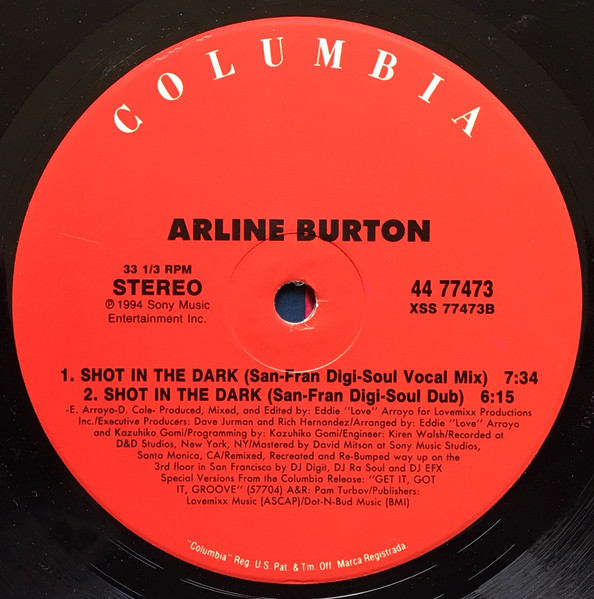 COLUMBIA
ARLINE BURTON
33 1/3 RPM
STEREO
℗ 1994 Sony Music
Entertainment Inc.
44 77473
XSS 77473B
1. SHOT IN THE DARK (San-Fran Digi-Soul Vocal Mix) 7:34
2. SHOT IN THE DARK (San-Fran Digi-Soul Dub) 6:15
-E. Arroyo-D. Cole- Produced, Mixed, and Edited by: Eddie "Love" Arroyo for Lovemixx Productions
Inc./Executive Producers: Dave Jurman and Rich Hernandez/Arranged by: Eddie "Love" Arroyo
and Kazuhiko Gomi/Programming by: Kazuhiko Gomi/Engineer: Kiren Walsh/Recorded at
D&D Studios, New York, NY/Mastered by David Mitson at Sony Music Studios,
Santa Monica, CA/Remixed, Recreated and Re-Bumped way up on the
3rd floor in San Francisco by DJ Digit, DJ Ra Soul and DJ EFX
Special Versions From the Columbia Release: "GET IT, GOT
IT, GROOVE" (57704) A&R: Pam Turbov/Publishers:
Lovemixx Music (ASCAP)/Dot-N-Bud Music (BMI)
"Columbia" Reg. U.S. Pat. & Tm. Off. Marca Registrada.